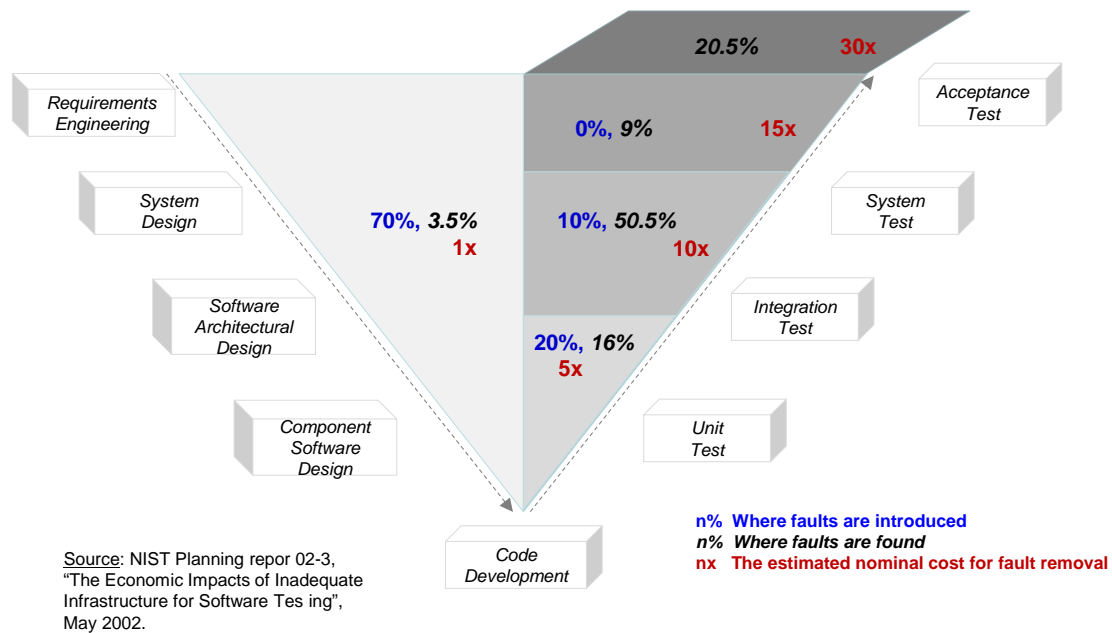 20.5% 30x
Requirements
Engineering
Acceptance
Test
0%, 9% 15x
System
Design
70%, 3.5%
1x
10%, 50.5%
10x
System
Test
Software
Architectural
Design
Integration
Test
20%, 16%
5x
Component
Software
Design
Unit
Test
Code
Development
n% Where faults are introduced
n% Where faults are found
nx The estimated nominal cost for fault removal
Source: NIST Planning repor 02-3,
“The Economic Impacts of Inadequate
Infrastructure for Software Tes ing”,
May 2002.